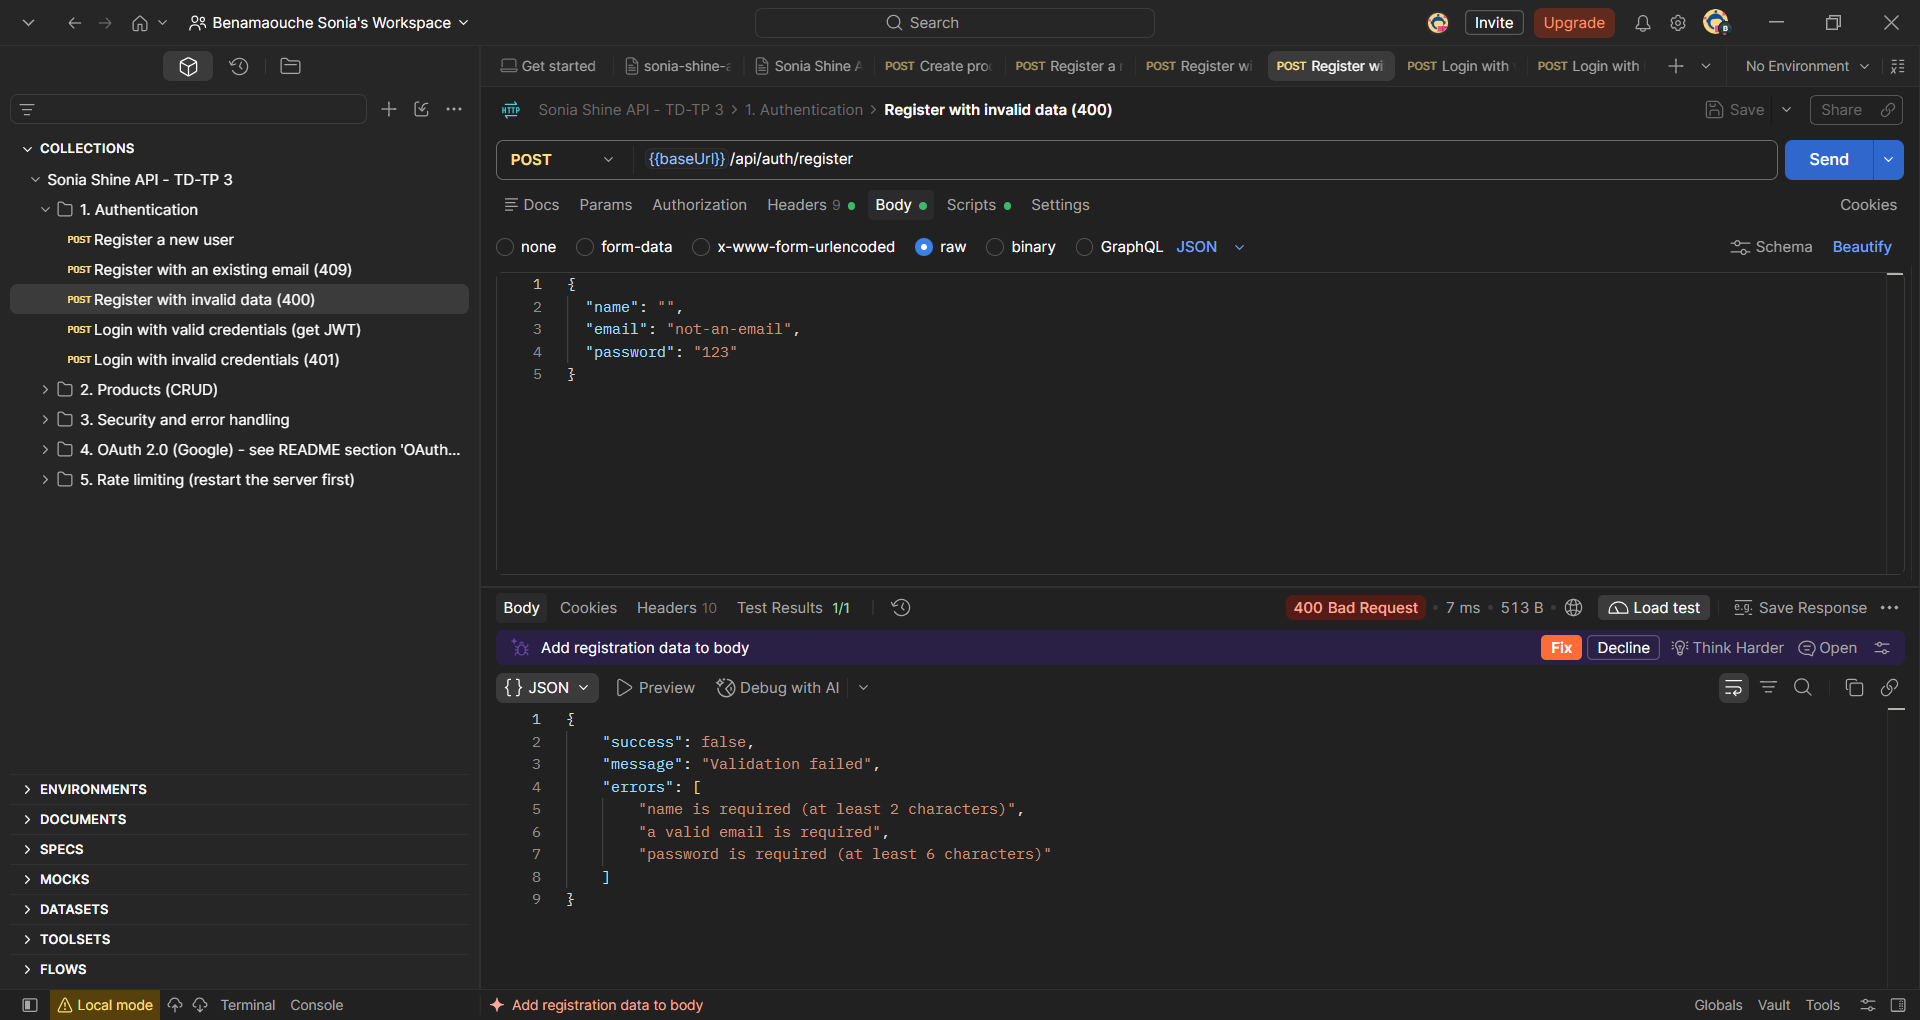 Benamaouche Sonia's Workspace
Search
Invite
Upgrade
Get started
sonia-shine-
Sonia Shine
POST Create pro
POST Register a
POST Register wi
POST Register wi
POST Login with
POST Login with
No Environment
HTTP
Sonia Shine API - TD-TP 3 > 1. Authentication > Register with invalid data (400)
Save
Share
COLLECTIONS
Sonia Shine API - TD-TP 3
1. Authentication
POST Register a new user
POST Register with an existing email (409)
POST Register with invalid data (400)
POST Login with valid credentials (get JWT)
POST Login with invalid credentials (401)
2. Products (CRUD)
3. Security and error handling
4. OAuth 2.0 (Google) - see README section 'OAuth...
5. Rate limiting (restart the server first)
ENVIRONMENTS
DOCUMENTS
SPECS
MOCKS
DATASETS
TOOLSETS
FLOWS
POST
{{baseUrl}} /api/auth/register
Send
Docs Params Authorization Headers 9 Body Scripts Settings
Cookies
none form-data x-www-form-urlencoded raw binary GraphQL JSON
Schema Beautify
1 {
2 "name": "",
3 "email": "not-an-email",
4 "password": "123"
5 }
Body Cookies Headers 10 Test Results 1/1
400 Bad Request • 7 ms • 513 B
Load test
e.g. Save Response
Add registration data to body
Fix Decline Think Harder Open
{} JSON Preview Debug with AI
1 {
2 "success": false,
3 "message": "Validation failed",
4 "errors": [
5 "name is required (at least 2 characters)",
6 "a valid email is required",
7 "password is required (at least 6 characters)"
8 ]
9 }
Local mode
Terminal Console
Add registration data to body
Globals Vault Tools